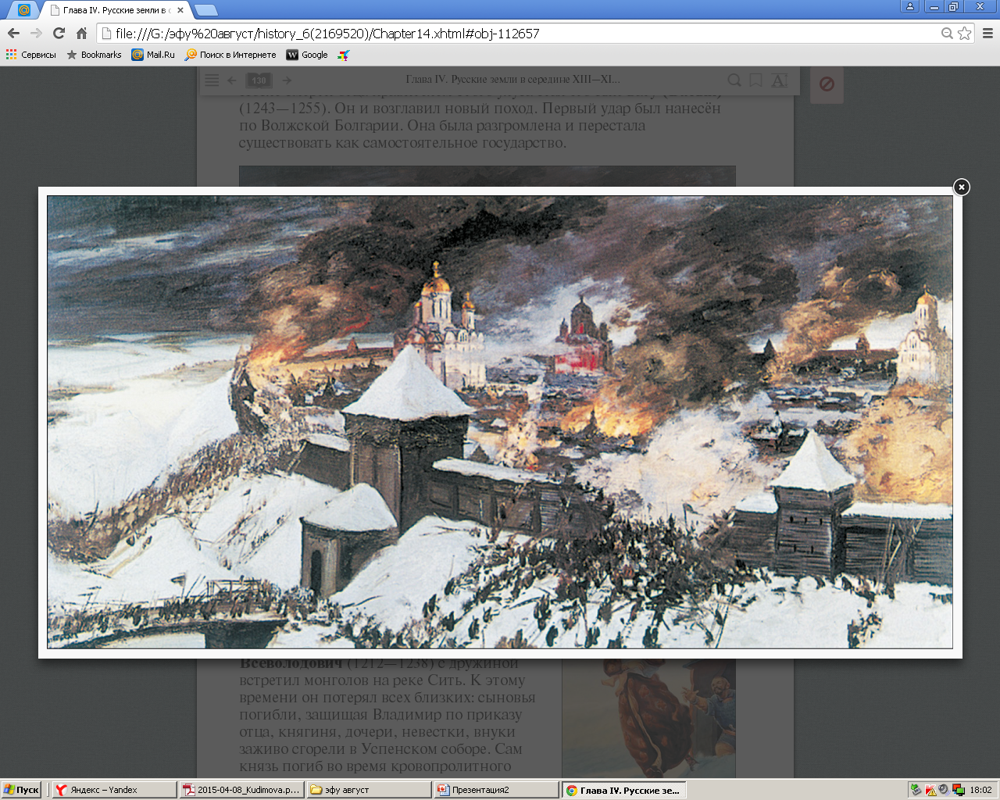 Глава IV. Русские земли в с
file:///G:/эфу%20август/history_6(2169520)/Chapter14.xhtml#obj-112657
Сервисы Bookmarks Mail.Ru Поиск в Интернете W Google
130 Глава IV. Русские земли в середине XIII—XI... A
(1243—1255). Он и возглавил новый поход. Первый удар был нанесён
по Волжской Болгарии. Она была разгромлена и перестала
существовать как самостоятельное государство.
Всеволодович (1212—1238) с дружиной
встретил монголов на реке Сить. К этому
времени он потерял всех близких: сыновья
погибли, защищая Владимир по приказу
отца, княгиня, дочери, невестки, внуки
заживо сгорели в Успенском соборе. Сам
князь погиб во время кровопролитного
Пуск Яндекс – Yandex 2015-04-08_Kudimova.p... эфу август Презентация2 Глава IV. Русские зе... 18:02